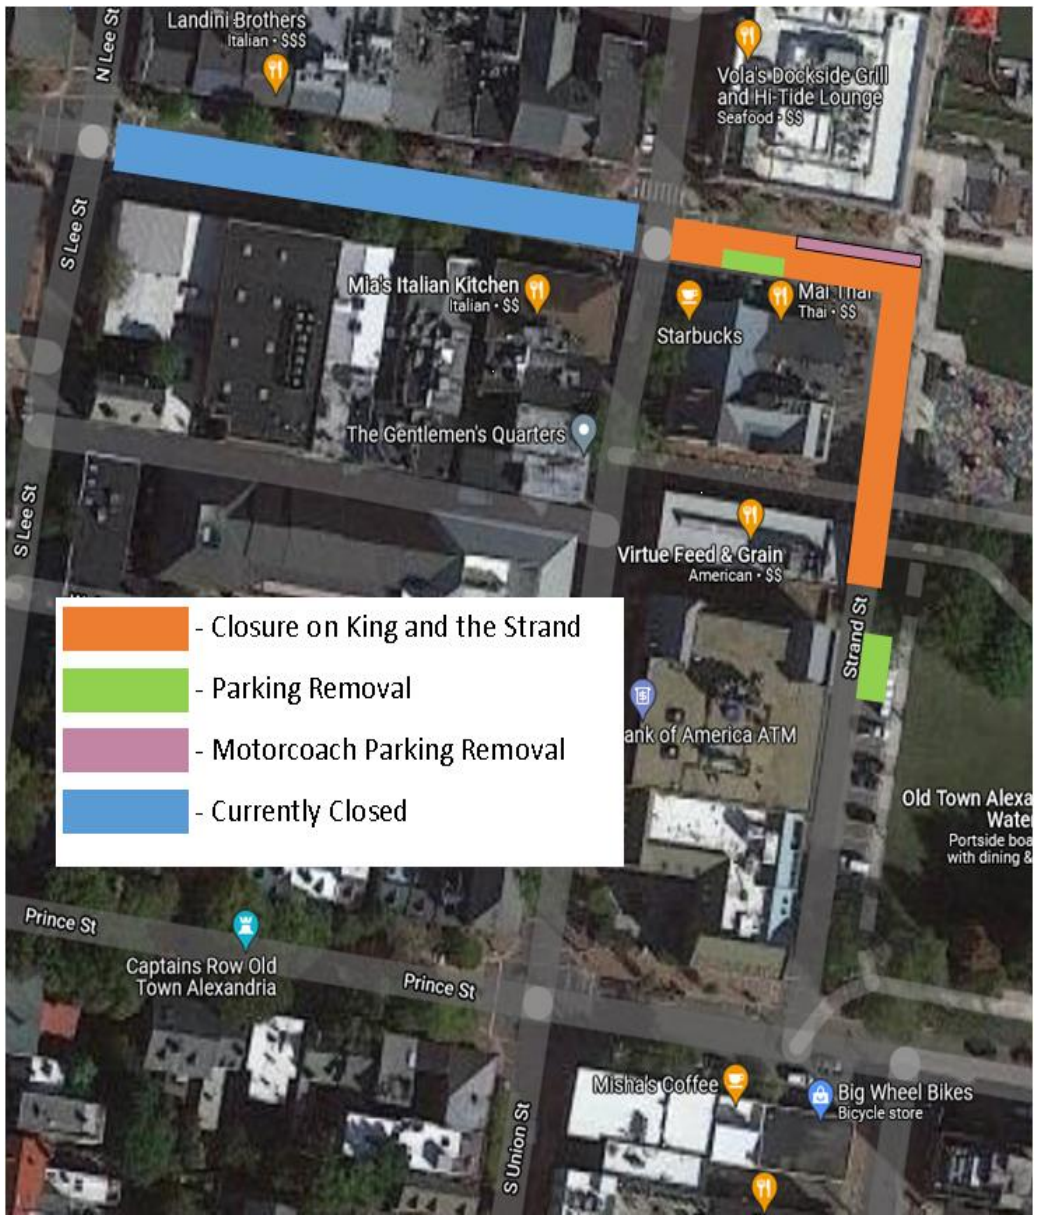 Landini Brothers
Italian • $$$
N Lee St
Vola's Dockside Grill
and Hi-Tide Lounge
Seafood • $$
S Lee St
Mia's Italian Kitchen
Italian • $$
Mai Thai
Thai • $$
Starbucks
The Gentlemen's Quarters
S Lee St
Virtue Feed & Grain
American • $$
- Closure on King and the Strand
- Parking Removal
- Motorcoach Parking Removal
- Currently Closed
Strand St
ank of America ATM
Old Town Alexa
Wate
Portside boa
with dining &
Prince St
Captains Row Old
Town Alexandria
Prince St
Misha's Coffee
Big Wheel Bikes
Bicycle store
S Union St